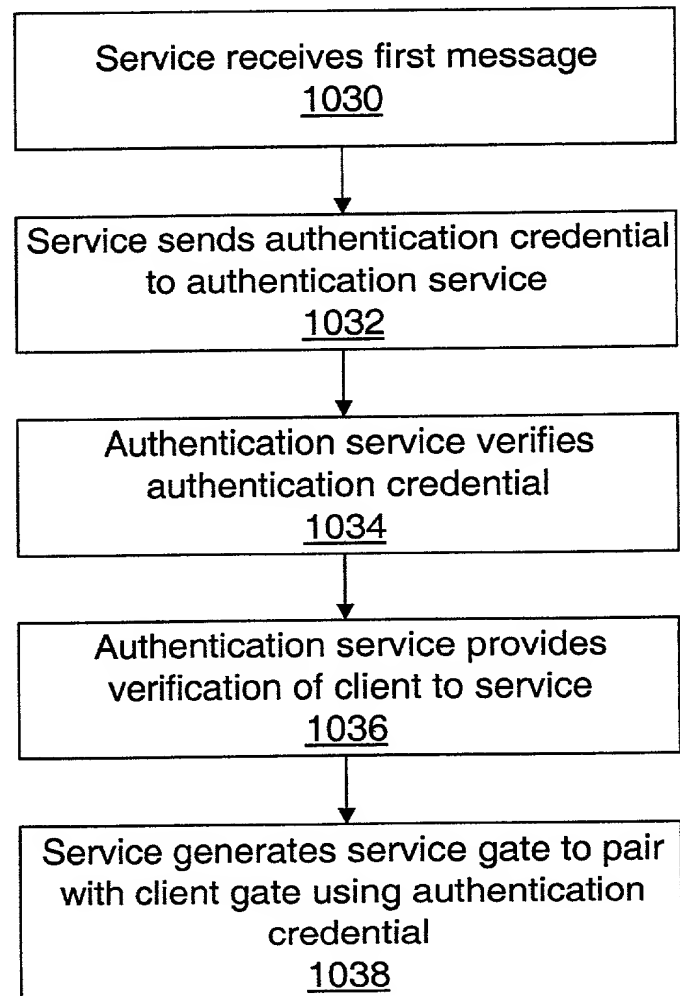 Service receives first message
1030
Service sends authentication credential
to authentication service
1032
Authentication service verifies
authentication credential
1034
Authentication service provides
verification of client to service
1036
Service generates service gate to pair
with client gate using authentication
credential
1038